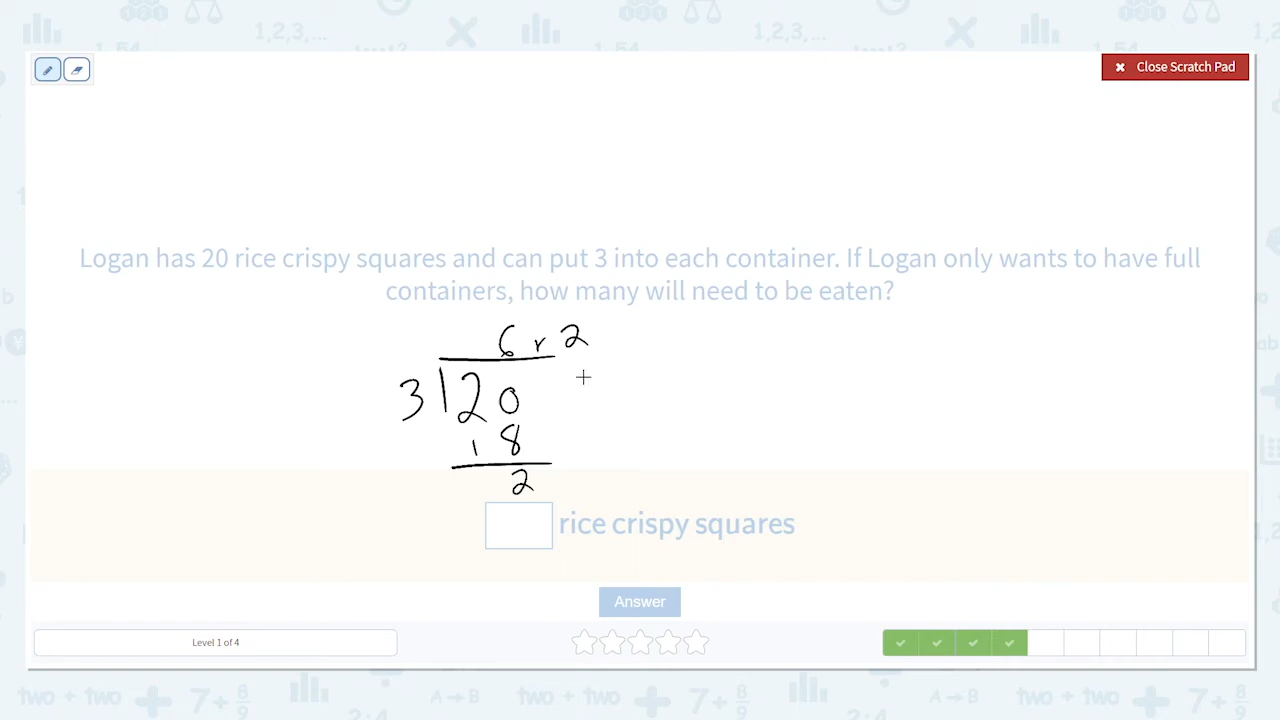 Close Scratch Pad
Logan has 20 rice crispy squares and can put 3 into each container. If Logan only wants to have full
containers, how many will need to be eaten?
6 r 2
3 20
18
2
rice crispy squares
Answer
Level 1 of 4